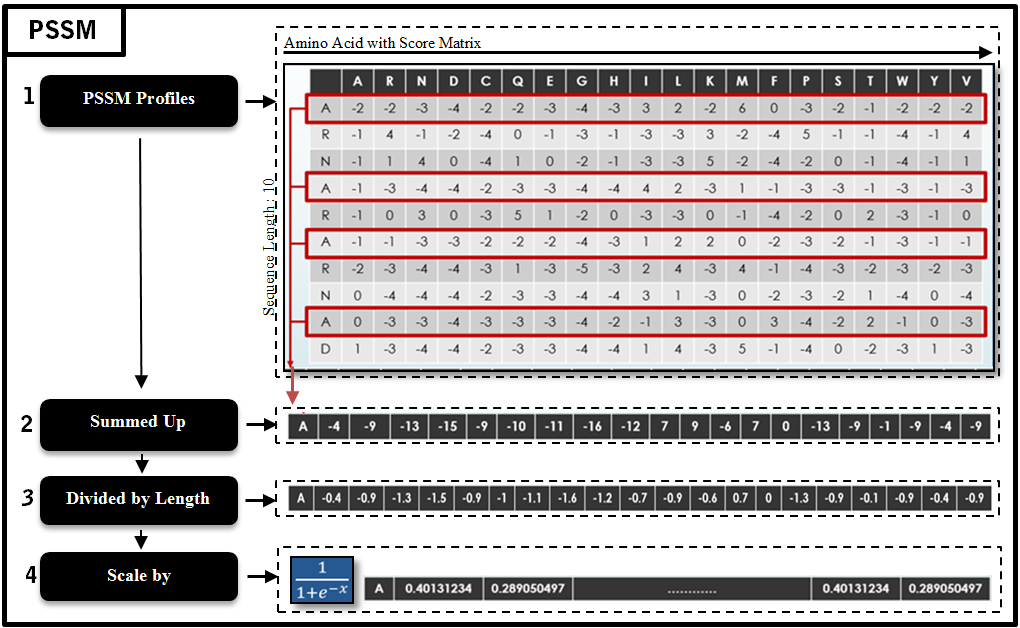 PSSM
Amino Acid with Score Matrix
1 PSSM Profiles
A R N D C Q E G H I L K M F P S T W Y V
A -2 -2 -3 -4 -2 -2 -3 -4 -3 3 2 -2 6 0 -3 -2 -1 -2 -2 -2
R -1 4 -1 -2 -4 0 -1 -3 -1 -3 -3 3 -2 -4 5 -1 -1 -4 -1 4
N -1 1 4 0 -4 1 0 -2 -1 -3 -3 5 -2 -4 -2 0 -1 -4 -1 1
A -1 -3 -4 -4 -2 -3 -3 -4 -4 4 2 -3 1 -1 -3 -3 -1 -3 -1 -3
R -1 0 3 0 -3 5 1 -2 0 -3 -3 0 -1 -4 -2 0 2 -3 -1 0
A -1 -1 -3 -3 -2 -2 -2 -4 -3 1 2 2 0 -2 -3 -2 -1 -3 -1 -1
R -2 -3 -4 -4 -3 1 -3 -5 -3 2 4 -3 4 -1 -4 -3 -2 -3 -2 -3
N 0 -4 -4 -4 -2 -3 -3 -4 -4 3 1 -3 0 -2 -3 -2 1 -4 0 -4
A 0 -3 -3 -4 -3 -3 -3 -4 -2 -1 3 -3 0 3 -4 -2 2 -1 0 -3
D 1 -3 -4 -4 -2 -3 -3 -4 -4 1 4 -3 5 -1 -4 0 -2 -3 1 -3
Sequence Length: 10
2 Summed Up
A -4 -9 -13 -15 -9 -10 -11 -16 -12 7 9 -6 7 0 -13 -9 -1 -9 -4 -9
3 Divided by Length
A -0.4 -0.9 -1.3 -1.5 -0.9 -1 -1.1 -1.6 -1.2 -0.7 -0.9 -0.6 0.7 0 -1.3 -0.9 -0.1 -0.9 -0.4 -0.9
4 Scale by
1
1+e^-x
A 0.40131234 0.289050497 ............ 0.40131234 0.289050497